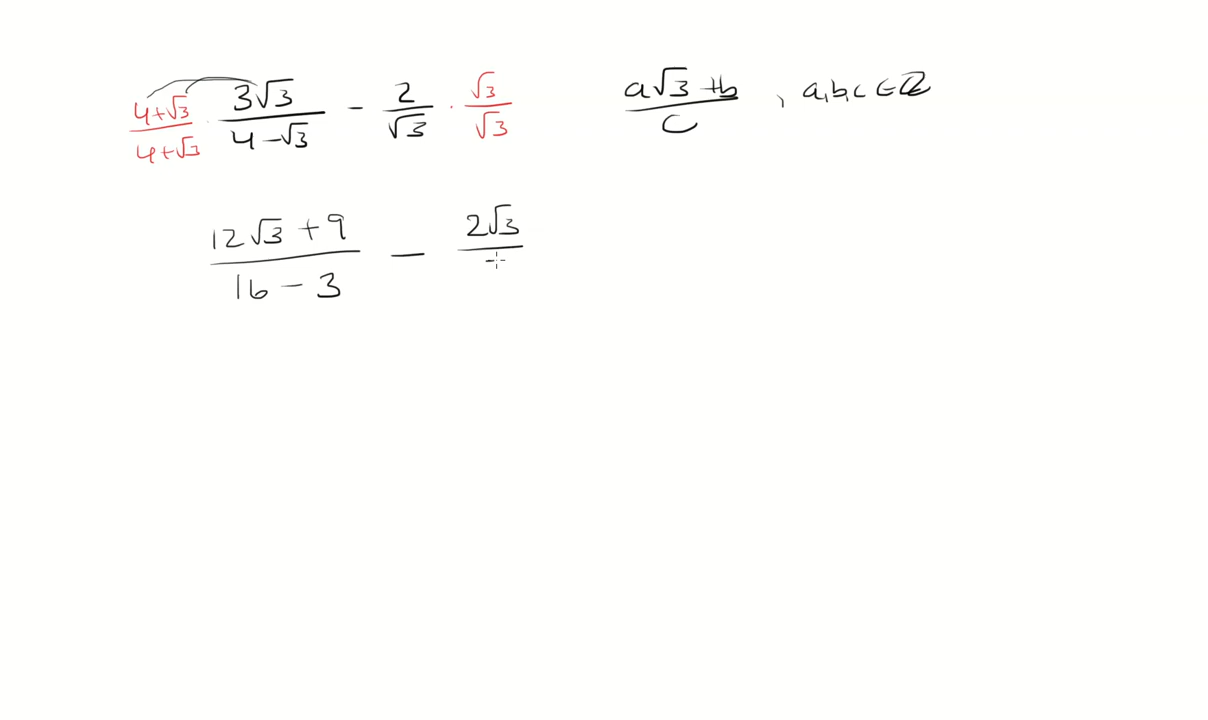 (4+√3)/(4+√3) · 3√3/(4-√3) - 2/√3 · √3/√3    (a√3+b)/c , a,b,c ∈ ℤ
(12√3+9)/(16-3) - 2√3